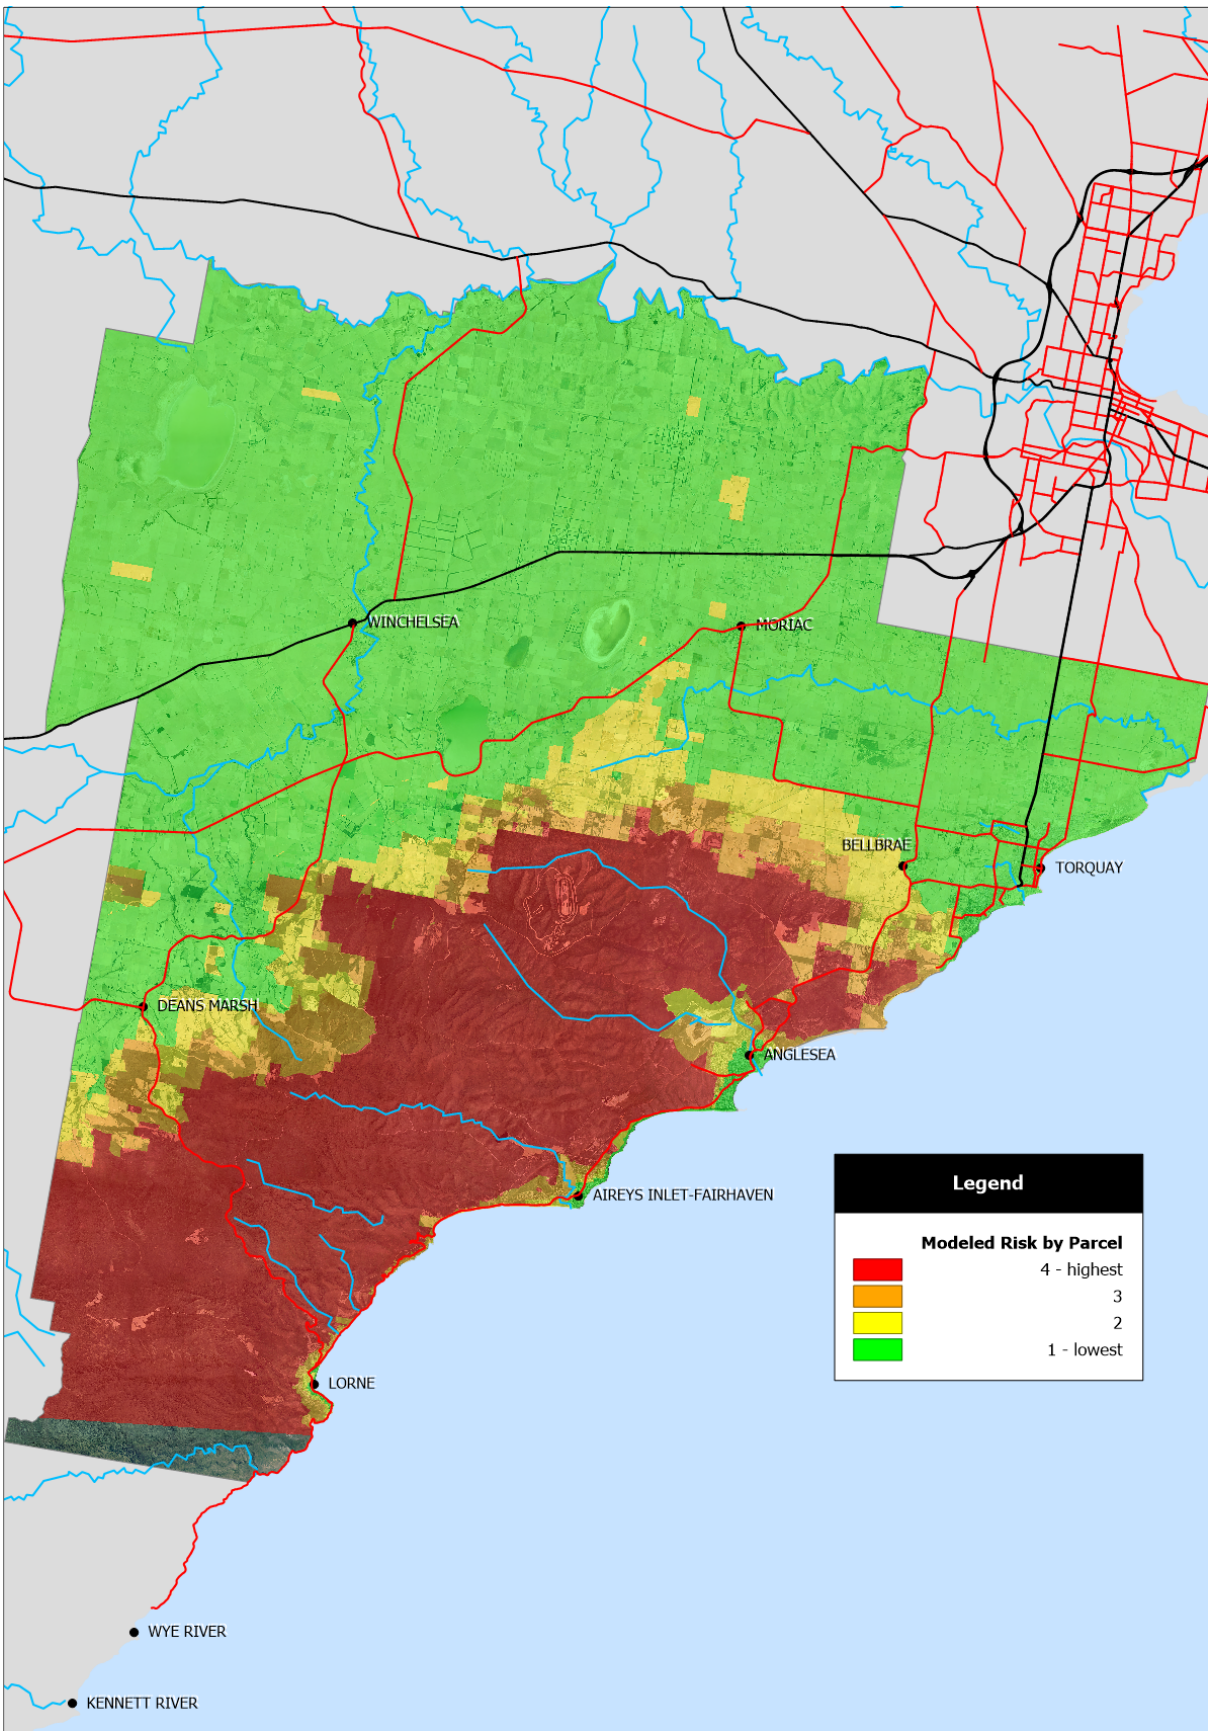 WINCHELSEA
MORIAC
BELLBRAE
TORQUAY
DEANS MARSH
ANGLESEA
AIREYS INLET-FAIRHAVEN
Legend
Modeled Risk by Parcel
4 - highest
3
2
1 - lowest
LORNE
WYE RIVER
KENNETT RIVER